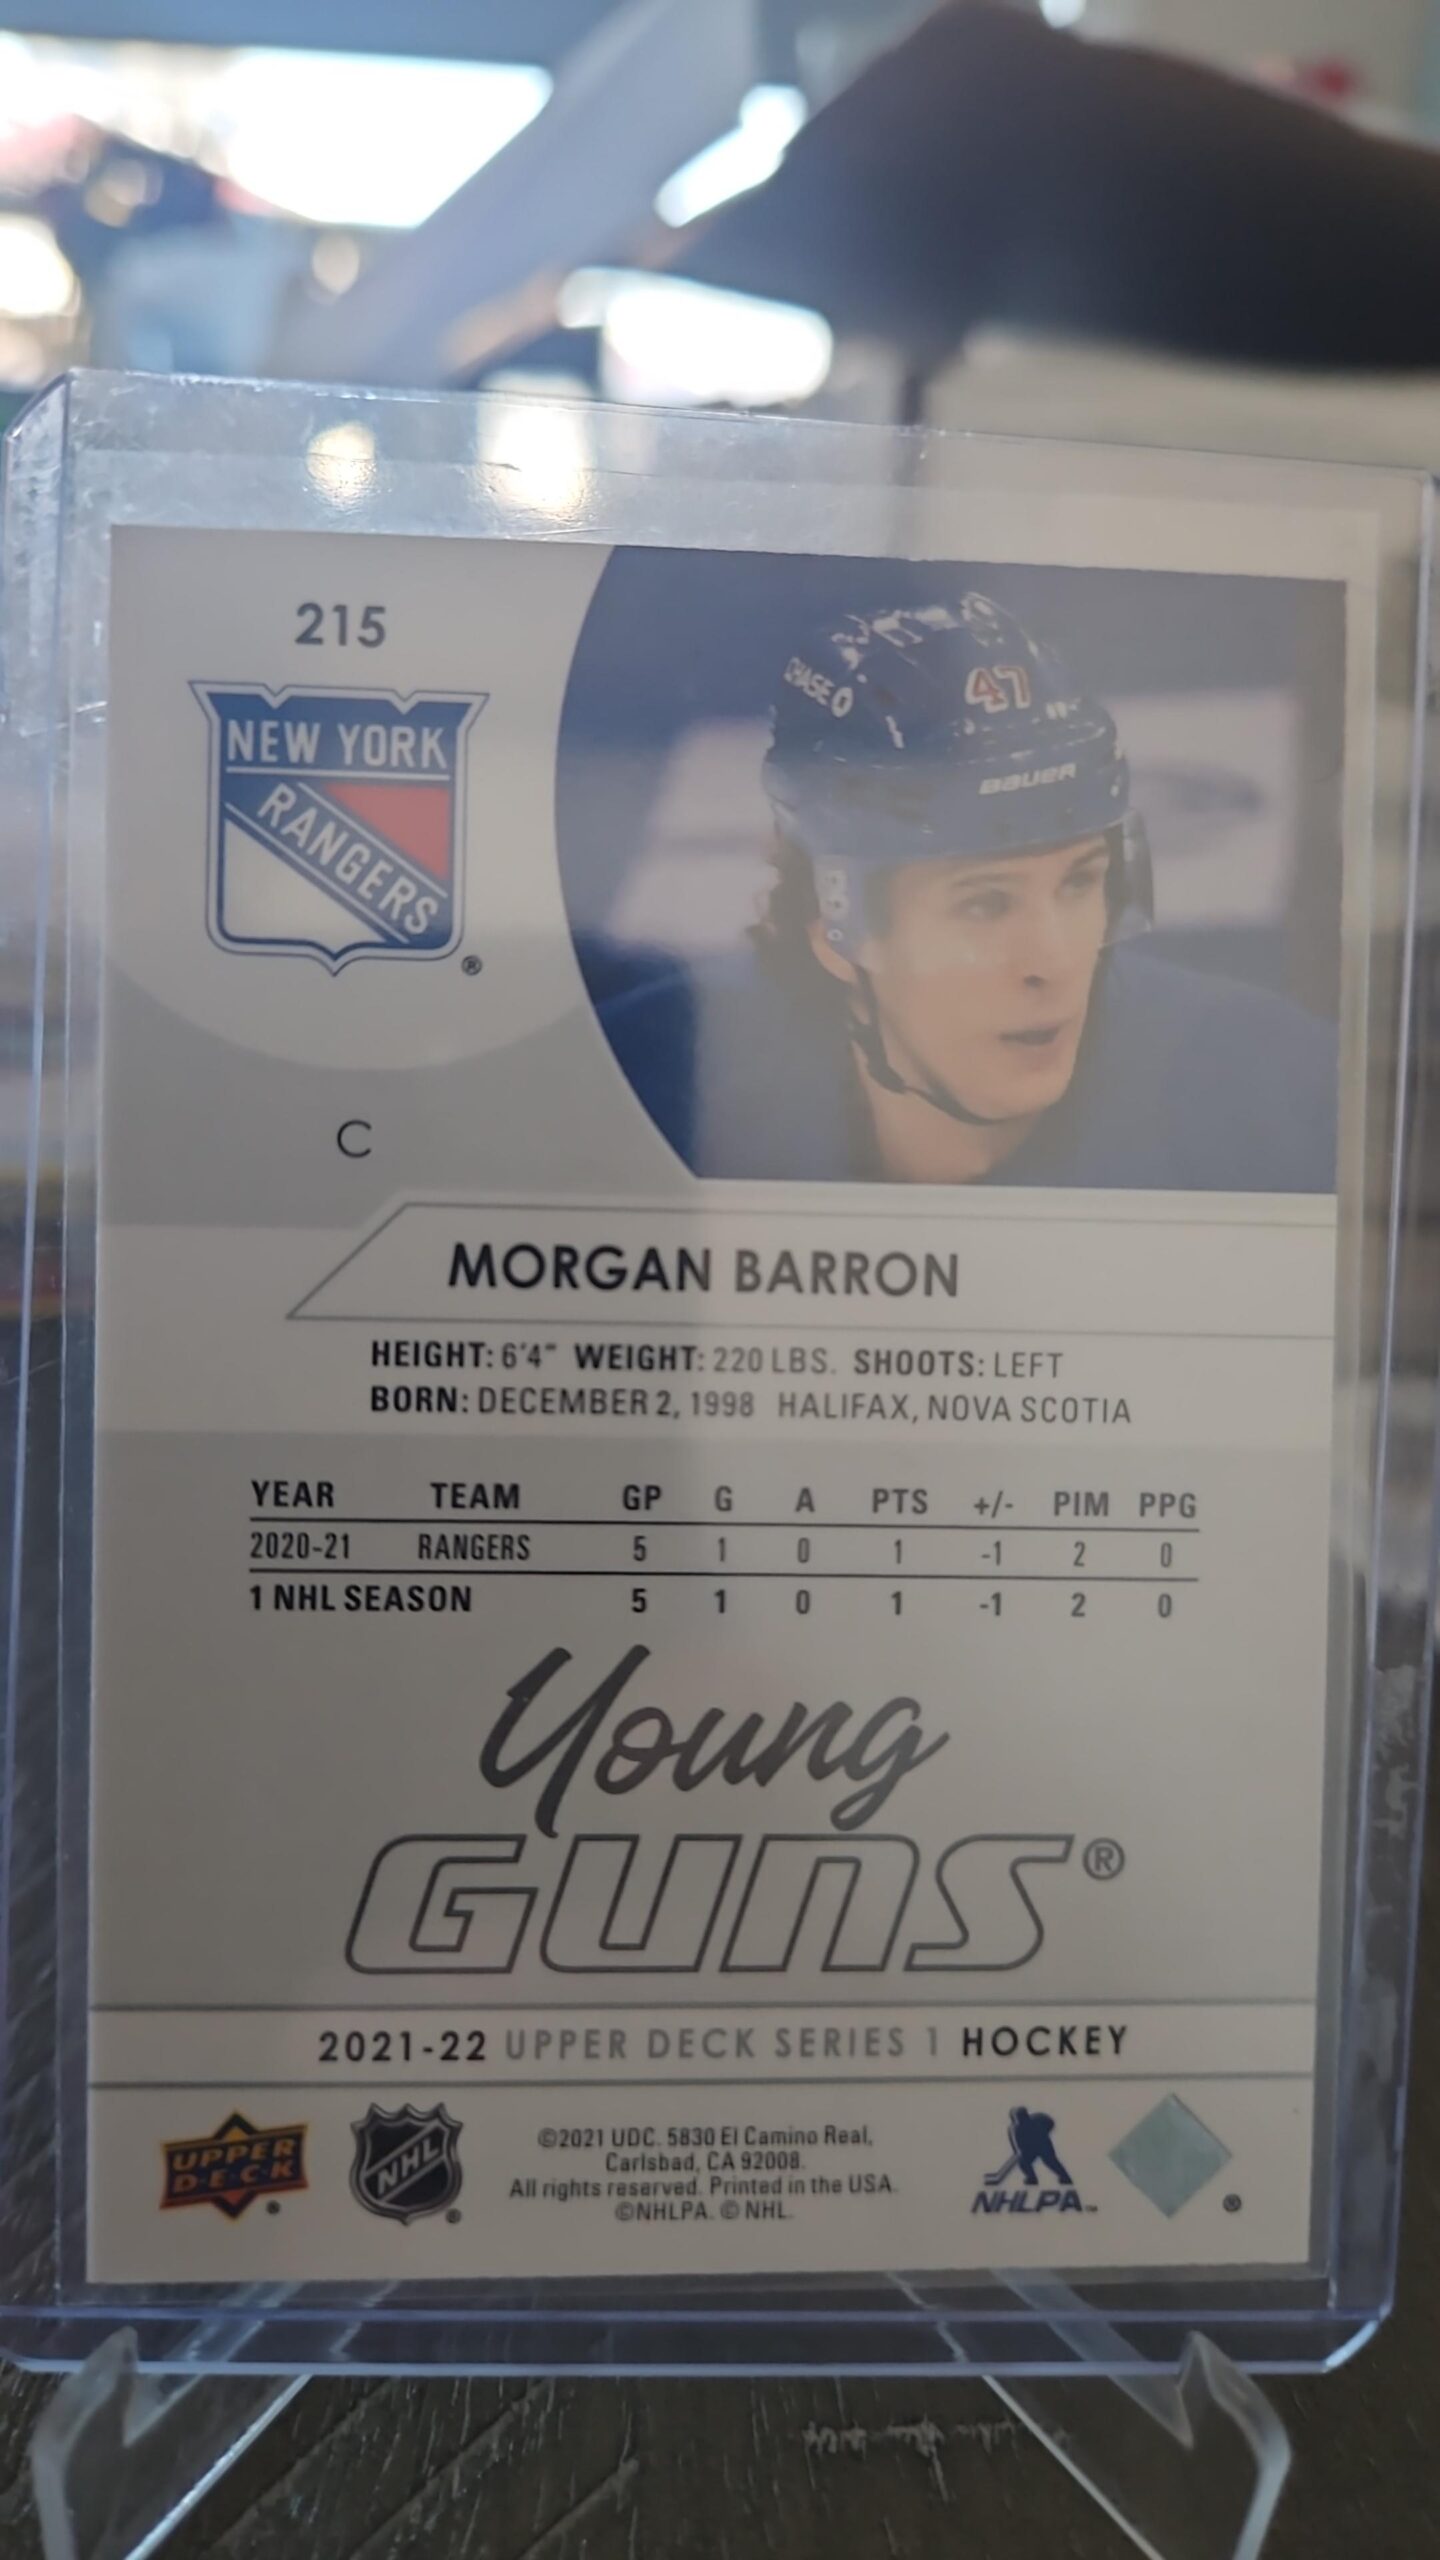 215
NEW YORK
RANGERS
®
C
CHASE
47
BAUER
MORGAN BARRON
HEIGHT: 6'4" WEIGHT: 220 LBS. SHOOTS: LEFT
BORN: DECEMBER 2, 1998 HALIFAX, NOVA SCOTIA
YEAR TEAM GP G A PTS +/- PIM PPG
2020-21 RANGERS 5 1 0 1 -1 2 0
1 NHL SEASON 5 1 0 1 -1 2 0
Young
GUNS®
2021-22 UPPER DECK SERIES 1 HOCKEY
UPPER
D·E·C·K
®
NHL
®
©2021 UDC. 5830 El Camino Real,
Carlsbad, CA 92008.
All rights reserved. Printed in the USA.
©NHLPA. © NHL.
NHLPA™
®